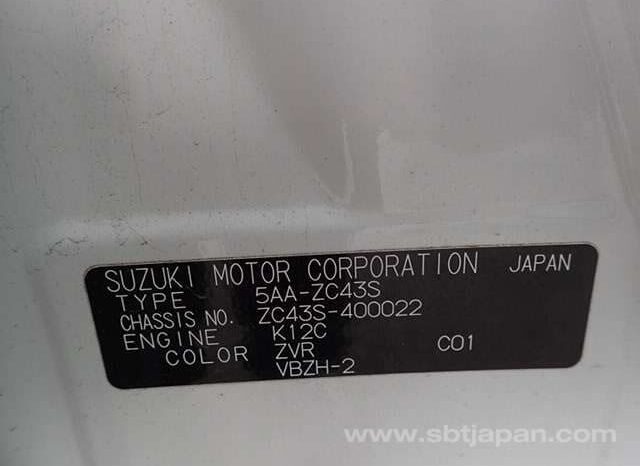 SUZUKI MOTOR CORPORATION JAPAN
TYPE 5AA-ZC43S
CHASSIS NO. ZC43S-400022
ENGINE K12C
COLOR ZVR C01
VBZH-2
www.sbtjapan.com